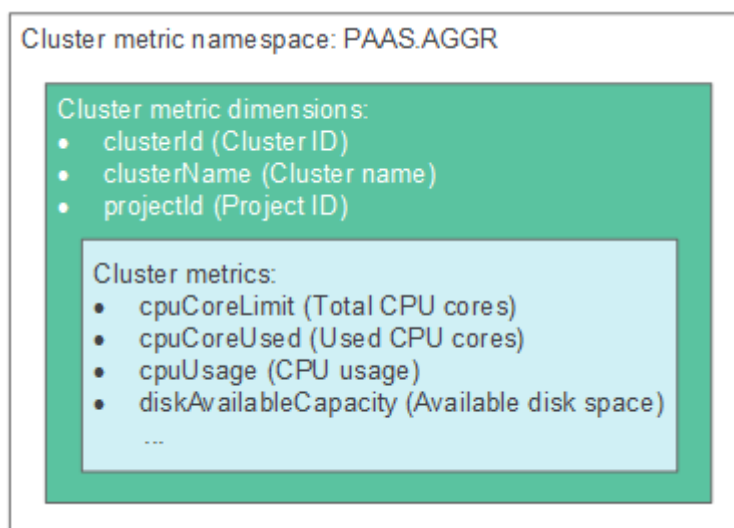 Cluster metric namespace: PAAS.AGGR
Cluster metric dimensions:
• clusterId (Cluster ID)
• clusterName (Cluster name)
• projectId (Project ID)
Cluster metrics:
• cpuCoreLimit (Total CPU cores)
• cpuCoreUsed (Used CPU cores)
• cpuUsage (CPU usage)
• diskAvailableCapacity (Available disk space)
...